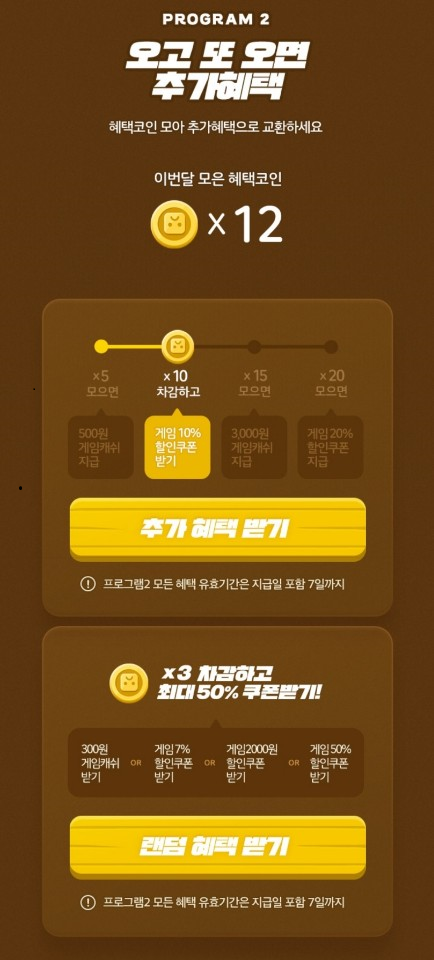 PROGRAM 2
오고 또 오면
추가혜택
혜택코인 모아 추가혜택으로 교환하세요
이번달 모은 혜택코인
x 12
x5
모으면
x10
차감하고
x15
모으면
x20
모으면
500원
게임캐쉬
지급
게임 10%
할인쿠폰
받기
3,000원
게임캐쉬
지급
게임 20%
할인쿠폰
지급
추가 혜택 받기
! 프로그램2 모든 혜택 유효기간은 지급일 포함 7일까지
x3 차감하고
최대 50% 쿠폰받기!
300원
게임캐쉬
받기
OR
게임 7%
할인쿠폰
받기
OR
게임2000원
할인쿠폰
받기
OR
게임 50%
할인쿠폰
받기
랜덤 혜택 받기
! 프로그램2 모든 혜택 유효기간은 지급일 포함 7일까지